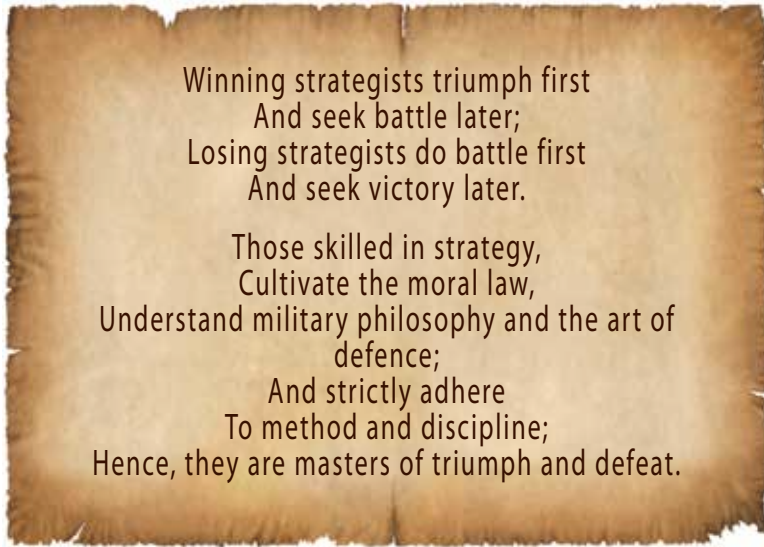 Winning strategists triumph first
And seek battle later;
Losing strategists do battle first
And seek victory later.
Those skilled in strategy,
Cultivate the moral law,
Understand military philosophy and the art of
defence;
And strictly adhere
To method and discipline;
Hence, they are masters of triumph and defeat.